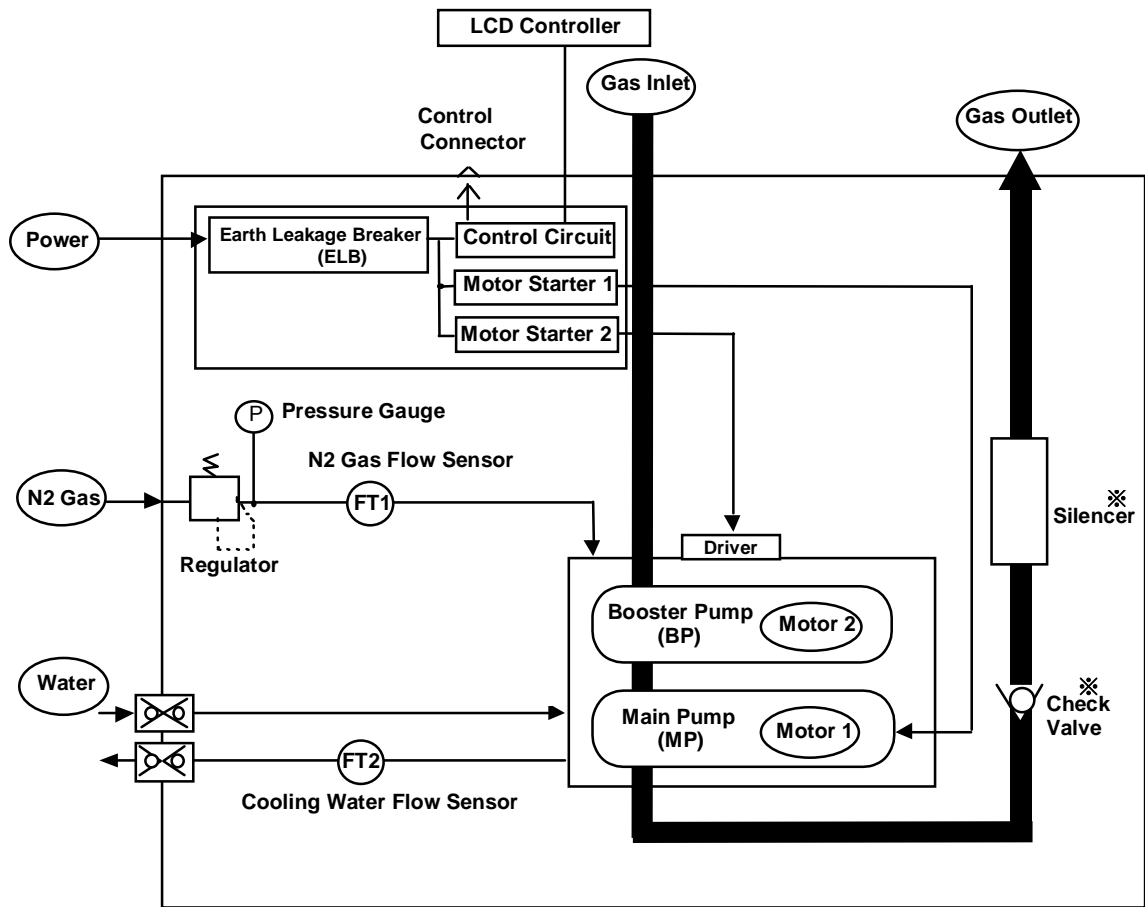 LCD Controller
Gas Inlet
Gas Outlet
Control
Connector
Power
Earth Leakage Breaker
(ELB)
Control Circuit
Motor Starter 1
Motor Starter 2
P
Pressure Gauge
N2 Gas Flow Sensor
N2 Gas
FT1
Regulator
※
Silencer
Driver
Booster Pump
(BP)
Motor 2
Water
Main Pump
(MP)
Motor 1
※
Check
Valve
FT2
Cooling Water Flow Sensor